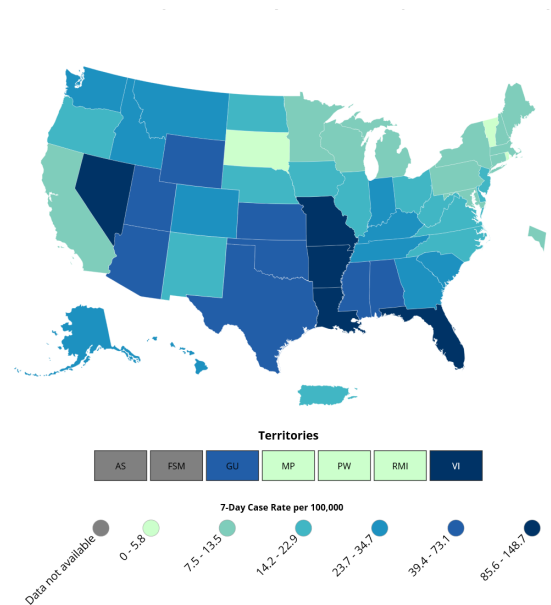 Territories
AS FSM GU MP PW RMI VI
7-Day Case Rate per 100,000
Data not available 0 - 5.8 7.5 - 13.5 14.2 - 22.9 23.7 - 34.7 39.4 - 73.1 85.6 - 148.7